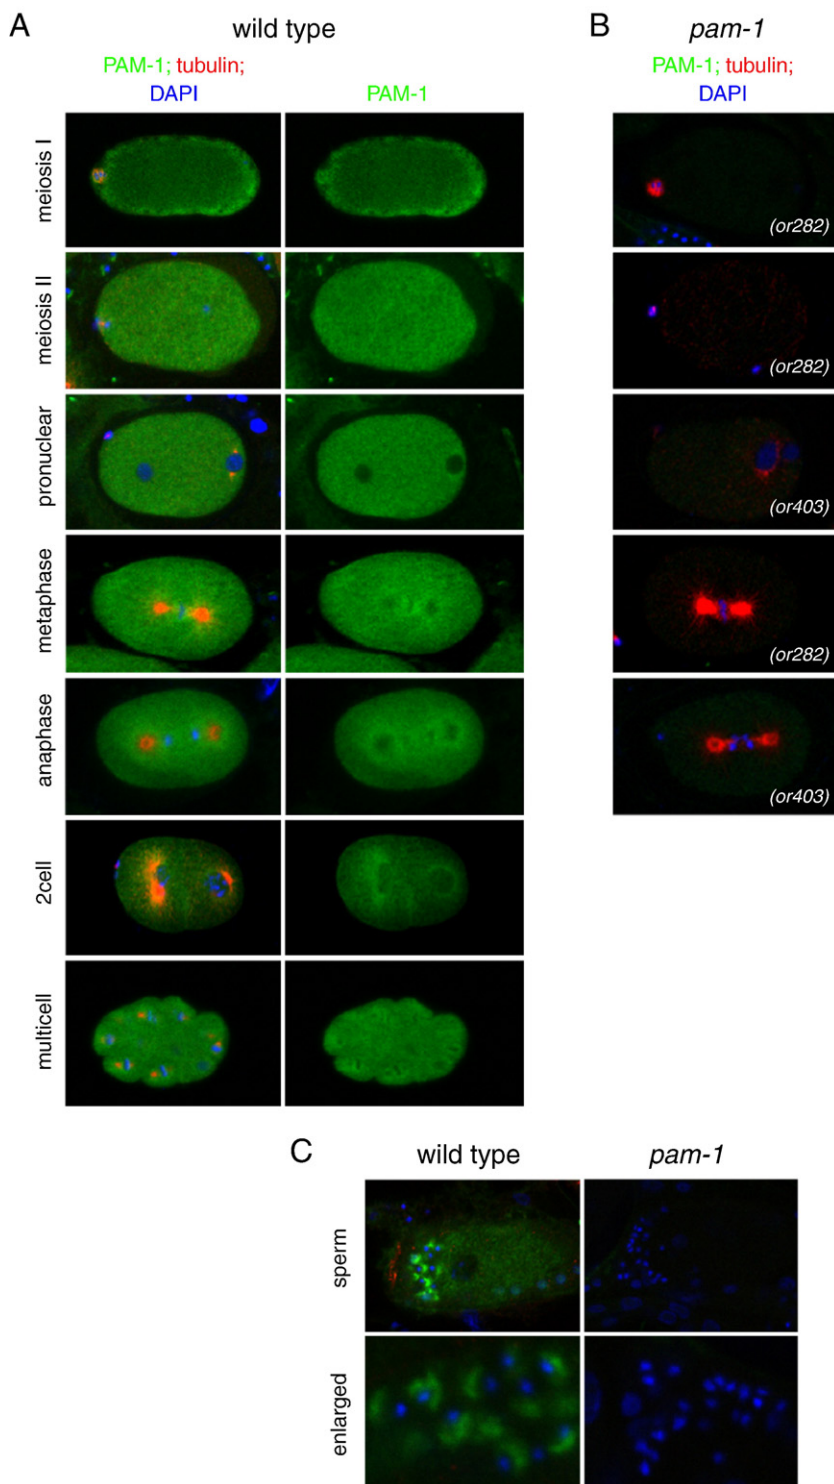 A
wild type
PAM-1; tubulin;
DAPI
PAM-1
meiosis I
meiosis II
pronuclear
metaphase
anaphase
2cell
multicell
B
pam-1
PAM-1; tubulin;
DAPI
(or282)
(or282)
(or403)
(or282)
(or403)
C
wild type
pam-1
sperm
enlarged